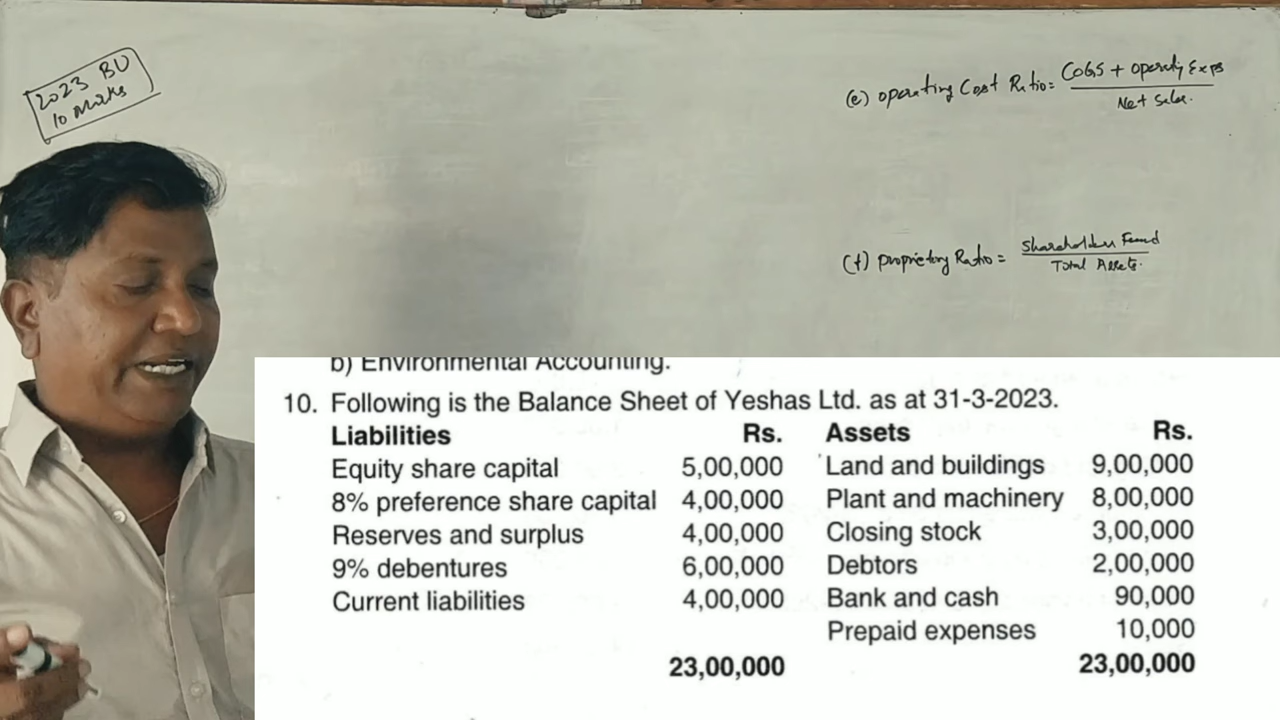 2023 BU
10 Marks
(e) Operating Cost Ratio = COGS + Operating Exps
Net Sales.
(f) Proprietory Ratio = Shareholders Fund
Total Assets.
b) Environmental Accounting.
10. Following is the Balance Sheet of Yeshas Ltd. as at 31-3-2023.
Liabilities Rs. Assets Rs.
Equity share capital 5,00,000 Land and buildings 9,00,000
8% preference share capital 4,00,000 Plant and machinery 8,00,000
Reserves and surplus 4,00,000 Closing stock 3,00,000
9% debentures 6,00,000 Debtors 2,00,000
Current liabilities 4,00,000 Bank and cash 90,000
Prepaid expenses 10,000
23,00,000 23,00,000